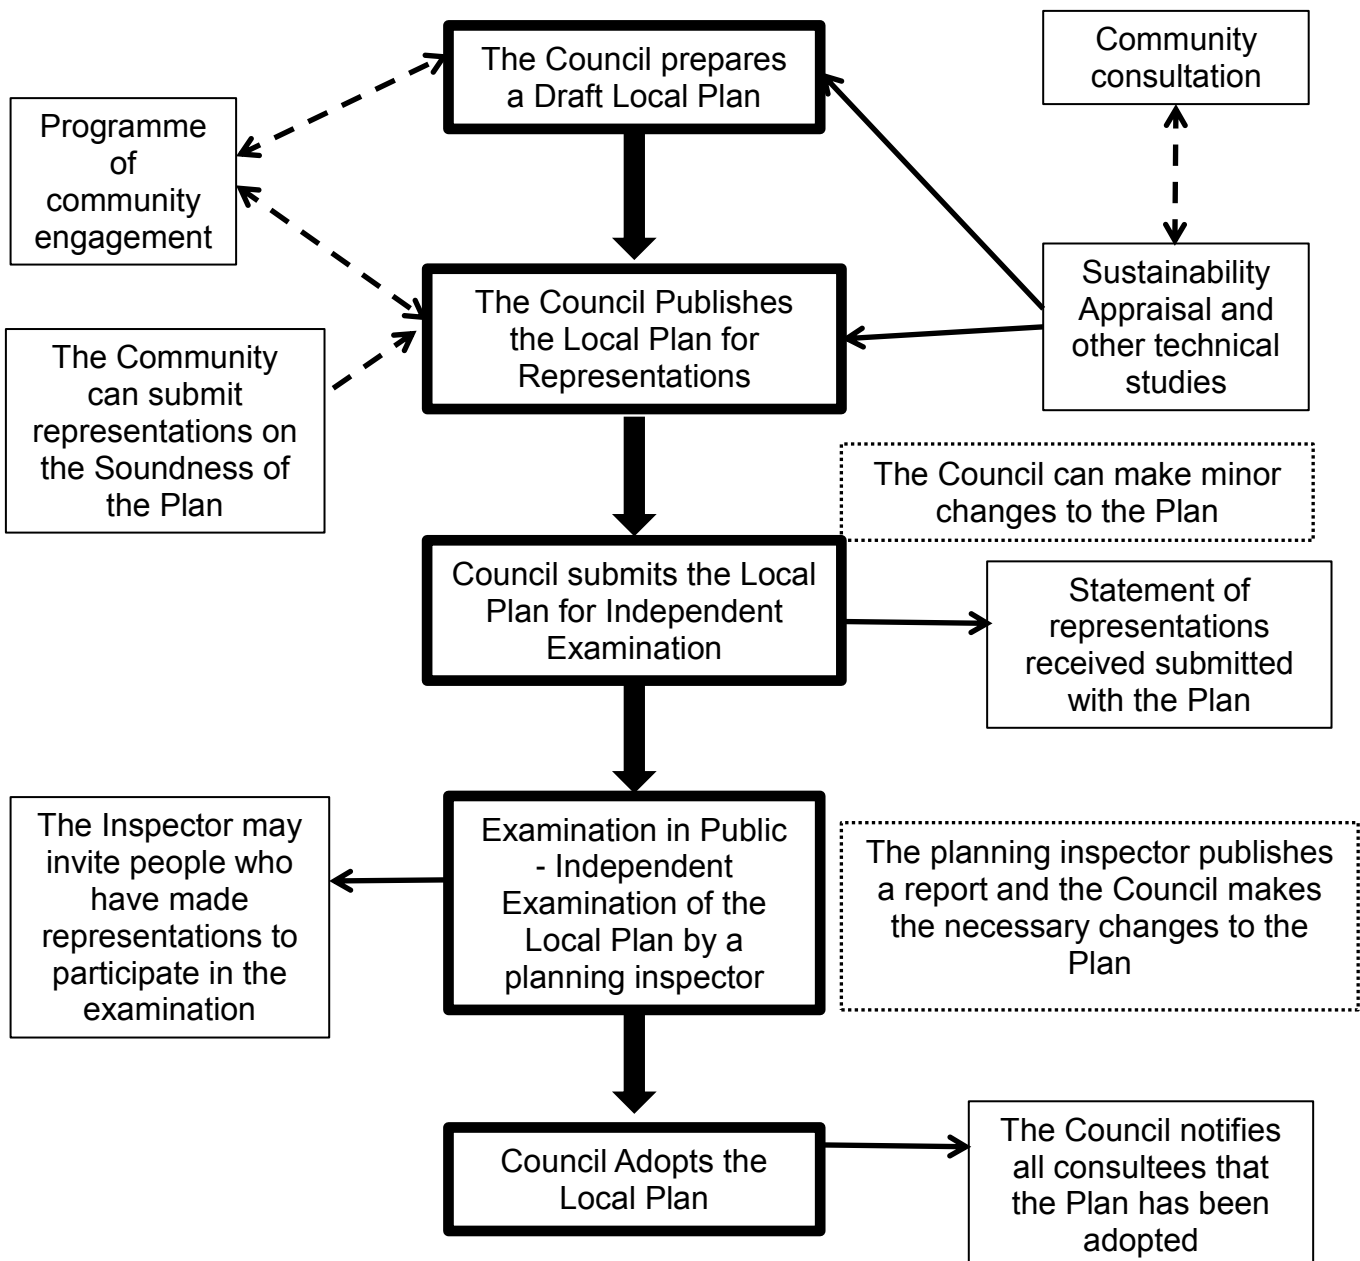 The Council prepares
a Draft Local Plan
Community
consultation
Programme
of
community
engagement
The Council Publishes
the Local Plan for
Representations
Sustainability
Appraisal and
other technical
studies
The Community
can submit
representations on
the Soundness of
the Plan
The Council can make minor
changes to the Plan
Council submits the Local
Plan for Independent
Examination
Statement of
representations
received submitted
with the Plan
The Inspector may
invite people who
have made
representations to
participate in the
examination
Examination in Public
- Independent
Examination of the
Local Plan by a
planning inspector
The planning inspector publishes
a report and the Council makes
the necessary changes to the
Plan
Council Adopts the
Local Plan
The Council notifies
all consultees that
the Plan has been
adopted